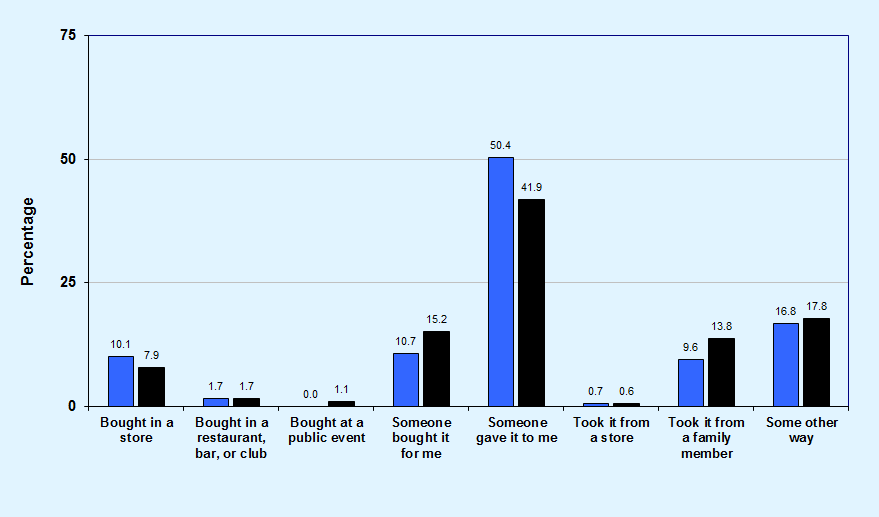 75
50
25
0
Percentage
10.1
7.9
1.7
1.7
0.0
1.1
10.7
15.2
50.4
41.9
0.7
0.6
9.6
13.8
16.8
17.8
Bought in a
store
Bought in a
restaurant,
bar, or club
Bought at a
public event
Someone
bought it
for me
Someone
gave it to me
Took it from
a store
Took it from
a family
member
Some other
way